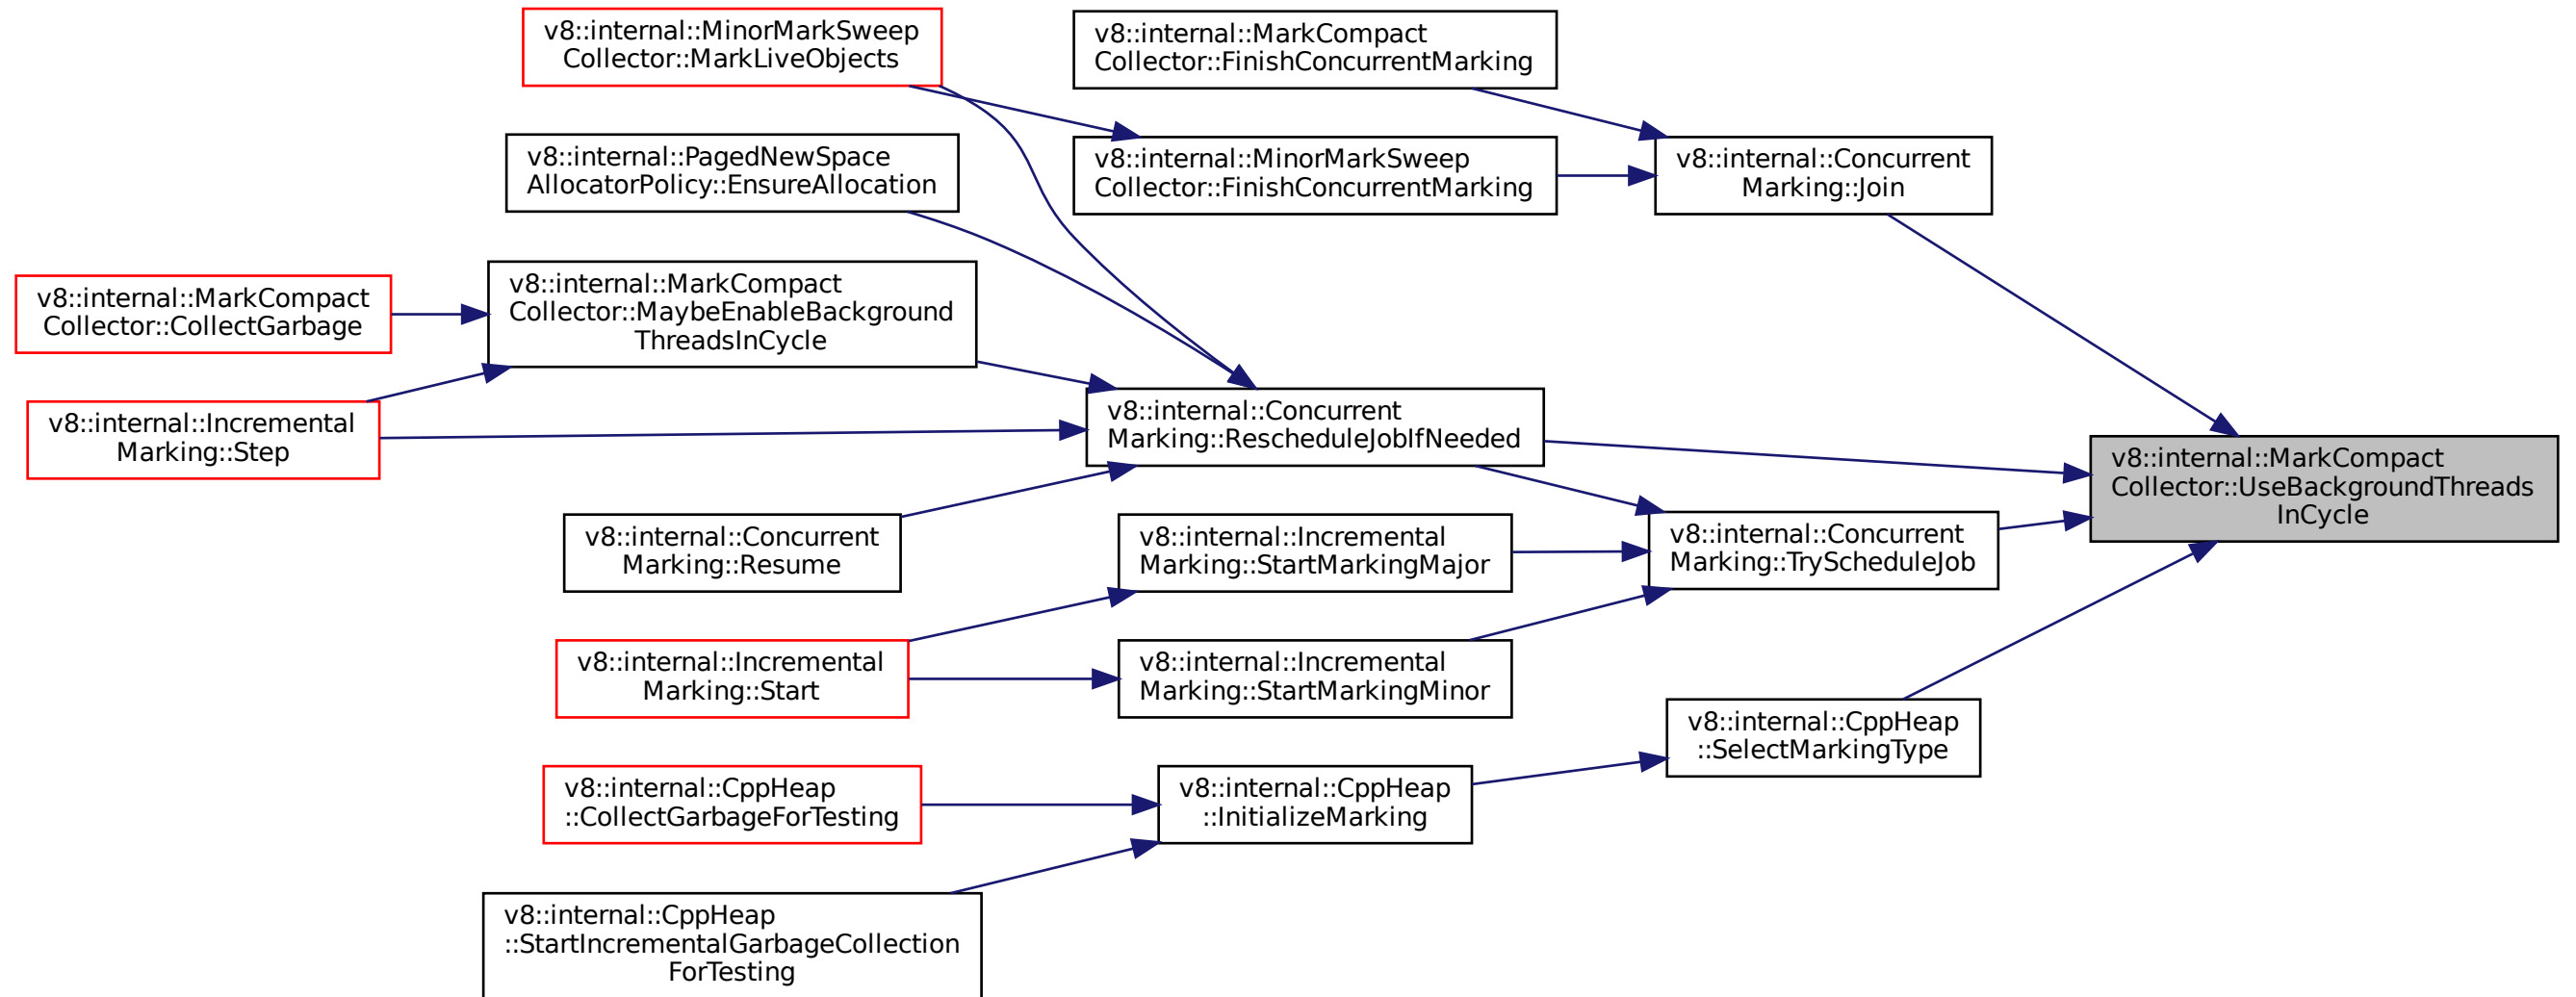 v8::internal::MinorMarkSweep
Collector::MarkLiveObjects
v8::internal::MarkCompact
Collector::FinishConcurrentMarking
v8::internal::PagedNewSpace
AllocatorPolicy::EnsureAllocation
v8::internal::MinorMarkSweep
Collector::FinishConcurrentMarking
v8::internal::Concurrent
Marking::Join
v8::internal::MarkCompact
Collector::CollectGarbage
v8::internal::MarkCompact
Collector::MaybeEnableBackground
ThreadsInCycle
v8::internal::Incremental
Marking::Step
v8::internal::Concurrent
Marking::RescheduleJobIfNeeded
v8::internal::MarkCompact
Collector::UseBackgroundThreads
InCycle
v8::internal::Concurrent
Marking::Resume
v8::internal::Incremental
Marking::StartMarkingMajor
v8::internal::Concurrent
Marking::TryScheduleJob
v8::internal::Incremental
Marking::Start
v8::internal::Incremental
Marking::StartMarkingMinor
v8::internal::CppHeap
::SelectMarkingType
v8::internal::CppHeap
::CollectGarbageForTesting
v8::internal::CppHeap
::InitializeMarking
v8::internal::CppHeap
::StartIncrementalGarbageCollection
ForTesting